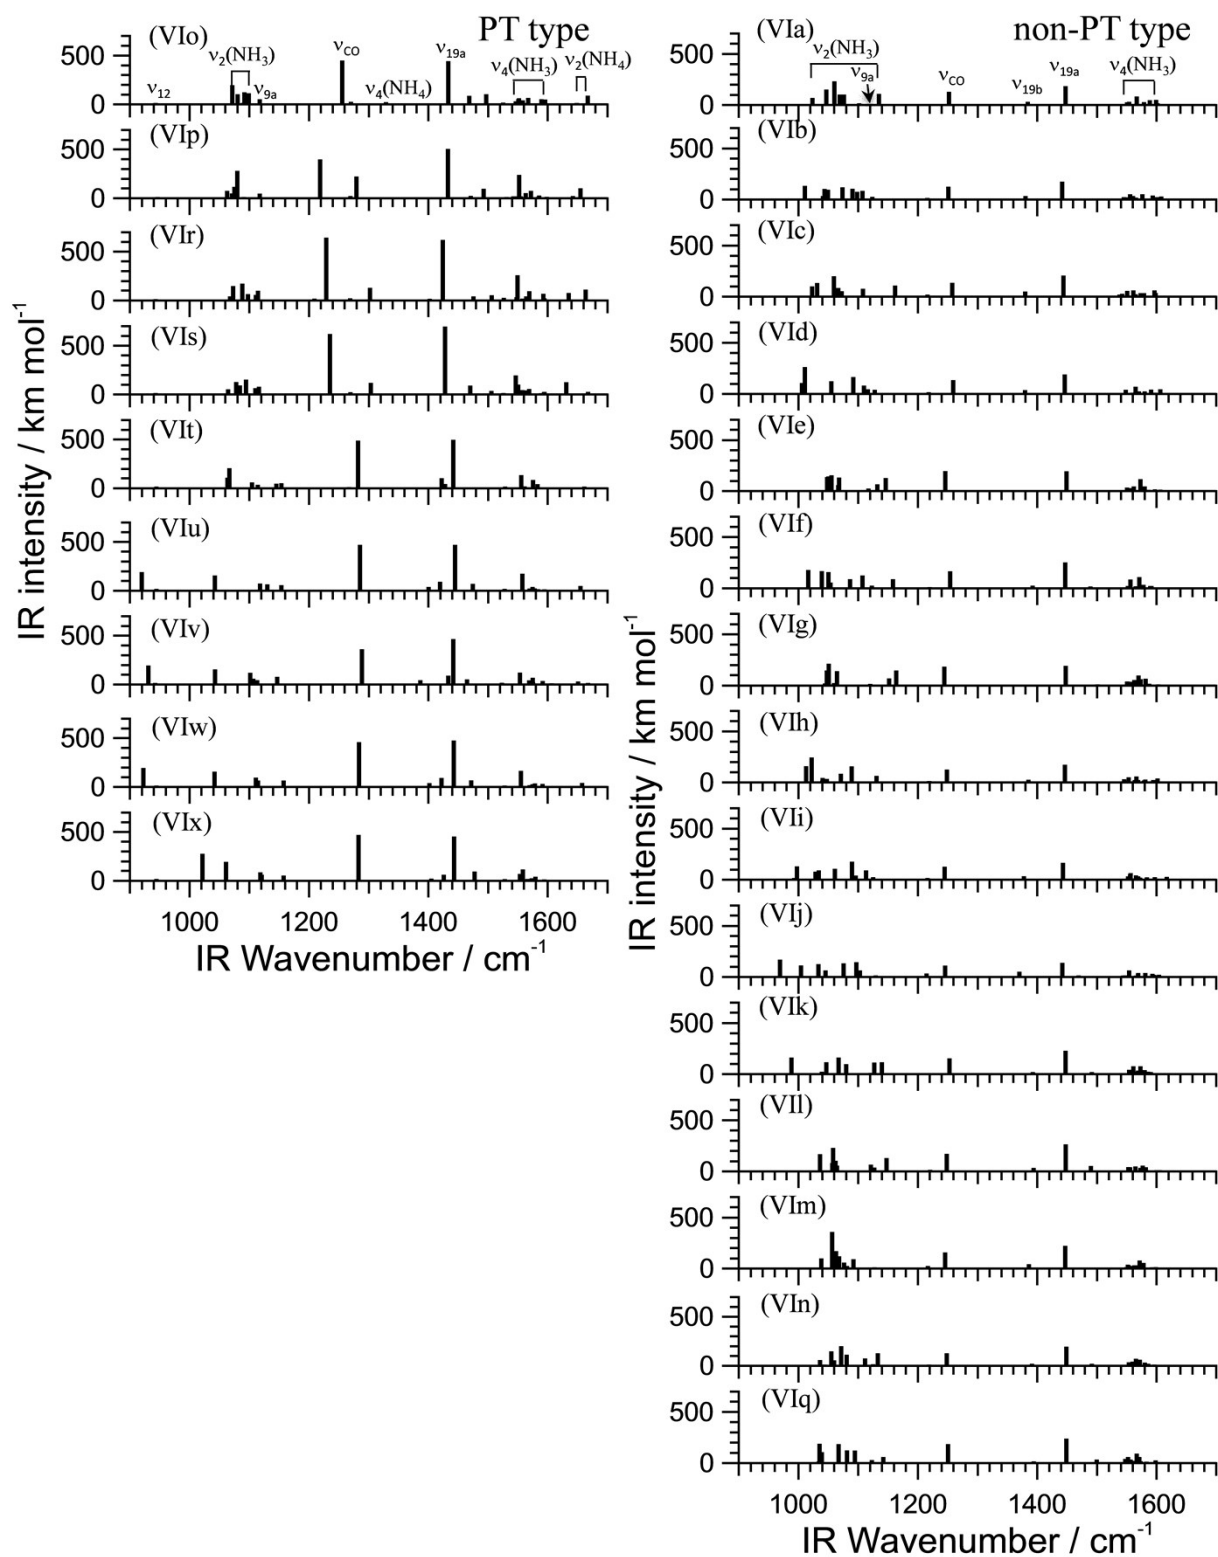 PT type
(VIo)
500
0
ν12
ν2(NH3)
ν9a
νCO
ν4(NH4)
ν19a
ν4(NH3)
ν2(NH4)
(VIp)
500
0
(VIr)
500
0
(VIs)
500
0
(VIt)
500
0
(VIu)
500
0
(VIv)
500
0
(VIw)
500
0
(VIx)
500
0
1000 1200 1400 1600
IR Wavenumber / cm-1
IR intensity / km mol-1
non-PT type
(VIa)
500
0
ν2(NH3)
ν9a
νCO
ν19b
ν19a
ν4(NH3)
(VIb)
500
0
(VIc)
500
0
(VId)
500
0
(VIe)
500
0
(VIf)
500
0
(VIg)
500
0
(VIh)
500
0
(VIi)
500
0
(VIj)
500
0
(VIk)
500
0
(VIl)
500
0
(VIm)
500
0
(VIn)
500
0
(VIq)
500
0
1000 1200 1400 1600
IR Wavenumber / cm-1
IR intensity / km mol-1